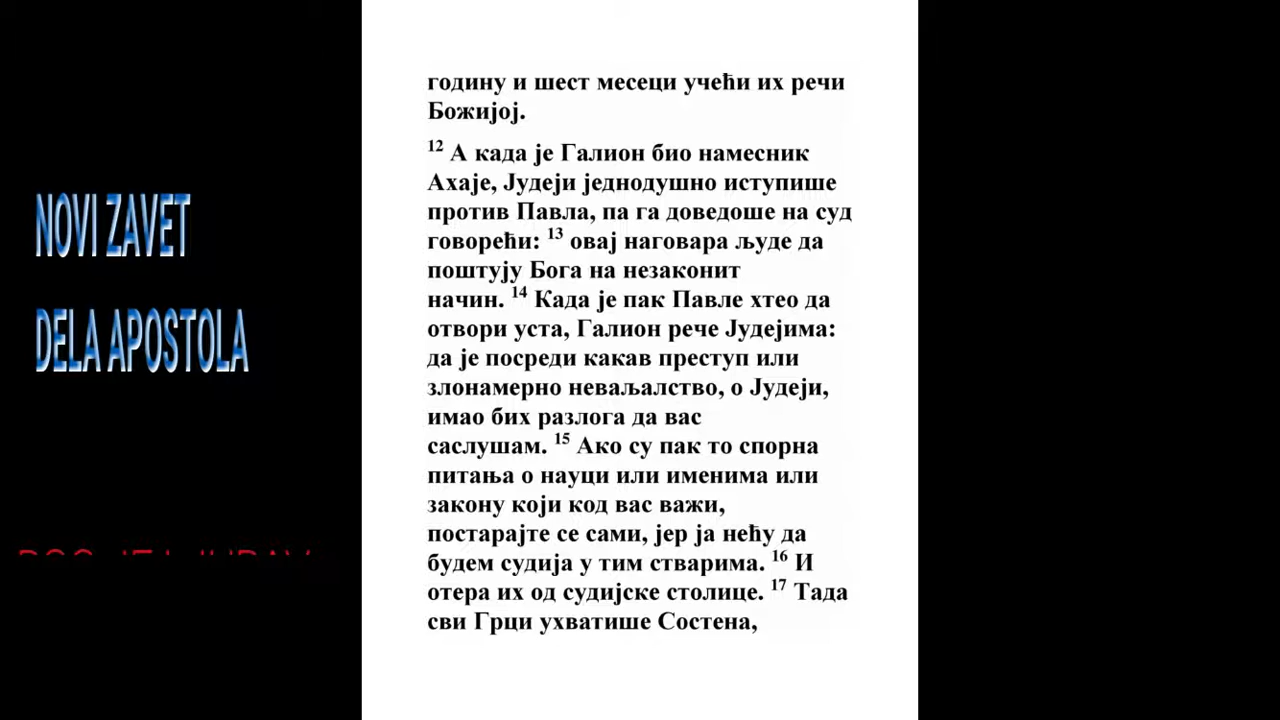 NOVI ZAVET
DELA APOSTOLA
годину и шест месеци учећи их речи
Божијој.
12 А када је Галион био намесник
Ахаје, Јудеји једнодушно иступише
против Павла, па га доведоше на суд
говорећи: 13 овај наговара људе да
поштују Бога на незаконит
начин. 14 Када је пак Павле хтео да
отвори уста, Галион рече Јудејима:
да је посреди какав преступ или
злонамерно неваљалство, о Јудеји,
имао бих разлога да вас
саслушам. 15 Ако су пак то спорна
питања о науци или именима или
закону који код вас важи,
постарајте се сами, јер ја нећу да
будем судија у тим стварима. 16 И
отера их од судијске столице. 17 Тада
сви Грци ухватише Состена,